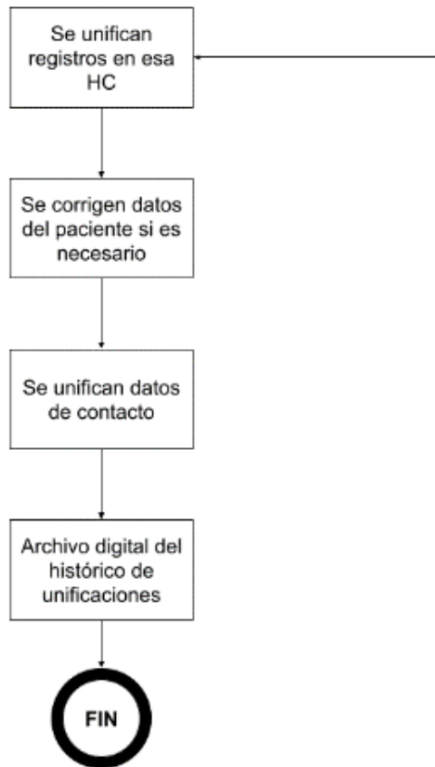 Se unifican
registros en esa
HC
Se corrigen datos
del paciente si es
necesario
Se unifican datos
de contacto
Archivo digital del
histórico de
unificaciones
FIN